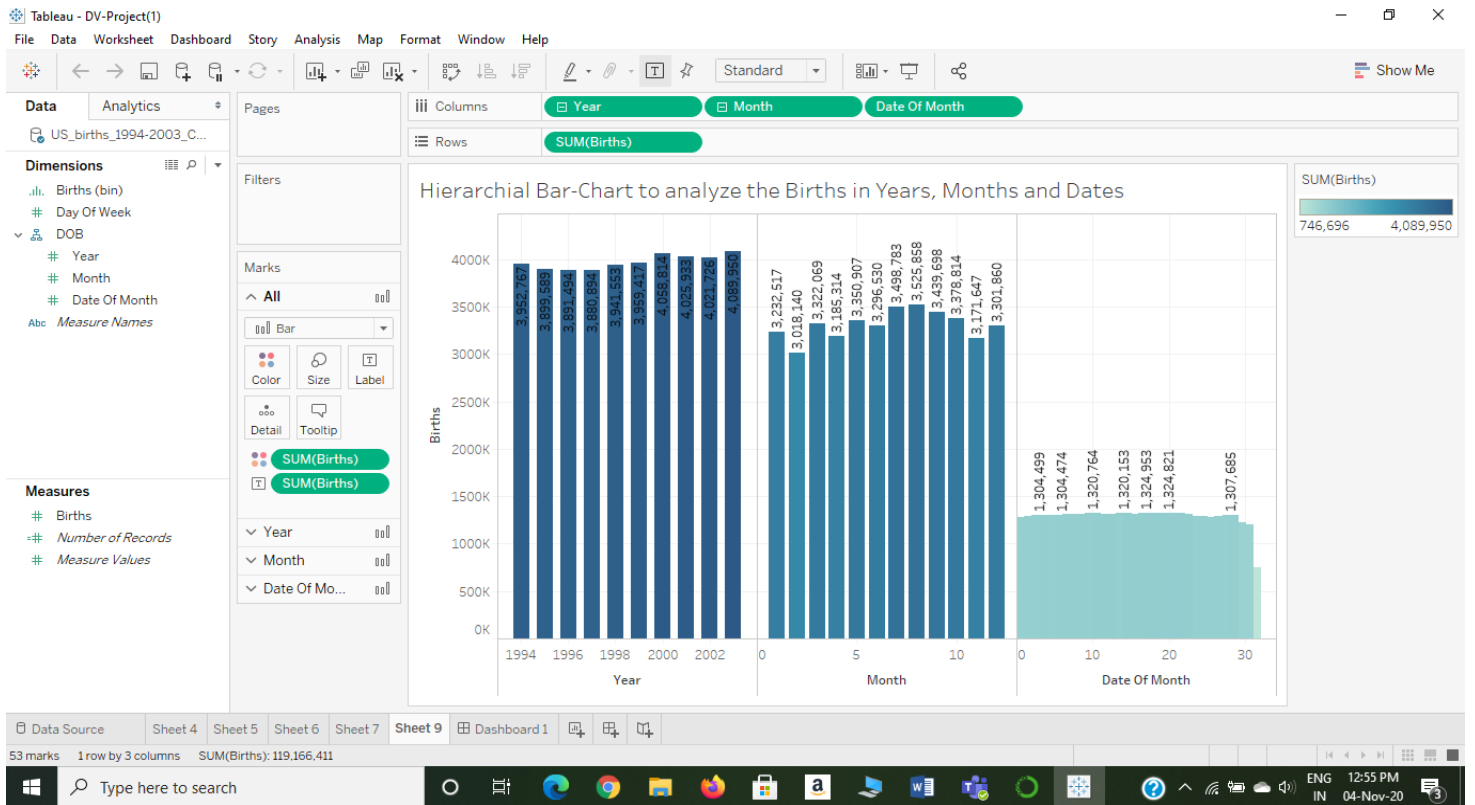 Tableau - DV-Project(1)
File Data Worksheet Dashboard Story Analysis Map Format Window Help
Standard
Show Me
Data Analytics
US_births_1994-2003_C...
Dimensions
Births (bin)
# Day Of Week
DOB
# Year
# Month
# Date Of Month
Abc Measure Names
Measures
# Births
=# Number of Records
# Measure Values
Pages
Filters
Marks
All
Bar
Color Size Label
Detail Tooltip
SUM(Births)
SUM(Births)
Year
Month
Date Of Mo...
iii Columns Year Month Date Of Month
Rows SUM(Births)
Hierarchial Bar-Chart to analyze the Births in Years, Months and Dates
Births
4000K
3500K
3000K
2500K
2000K
1500K
1000K
500K
0K
3,952,767
3,899,589
3,891,494
3,880,894
3,941,553
3,959,417
4,058,814
4,025,933
4,021,726
4,089,950
3,232,517
3,018,140
3,322,069
3,185,314
3,350,907
3,296,530
3,498,783
3,525,858
3,439,698
3,378,814
3,171,647
3,301,860
1,304,499
1,304,474
1,320,764
1,320,153
1,324,953
1,324,821
1,307,685
1994 1996 1998 2000 2002
0 5 10
0 10 20 30
Year Month Date Of Month
SUM(Births)
746,696 4,089,950
Data Source Sheet 4 Sheet 5 Sheet 6 Sheet 7 Sheet 9 Dashboard 1
53 marks 1 row by 3 columns SUM(Births): 119,166,411
Type here to search
a
W
ENG 12:55 PM
IN 04-Nov-20
3